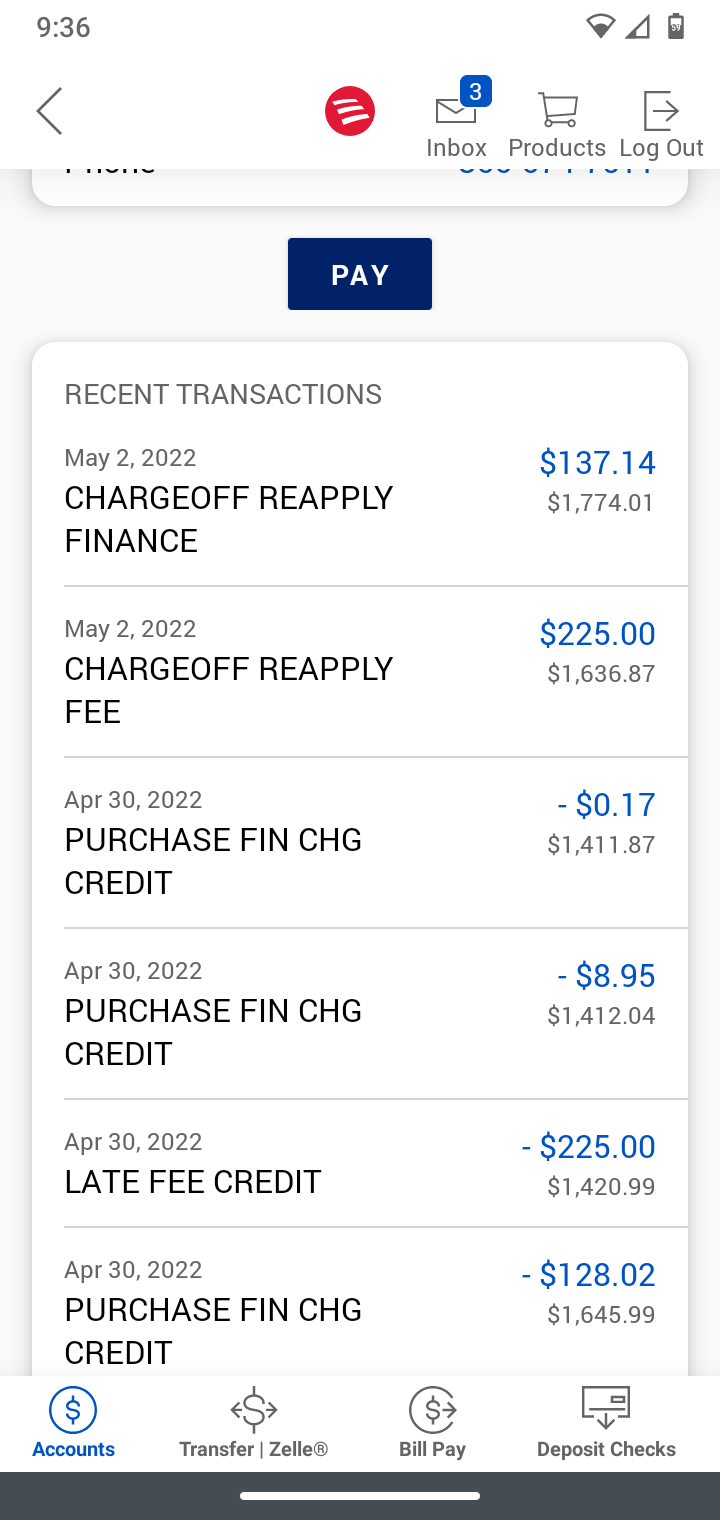 9:36
3
Inbox
Products
Log Out
Phone
PAY
RECENT TRANSACTIONS
May 2, 2022
$137.14
CHARGEOFF REAPPLY
FINANCE
$1,774.01
May 2, 2022
$225.00
CHARGEOFF REAPPLY
FEE
$1,636.87
Apr 30, 2022
- $0.17
PURCHASE FIN CHG
CREDIT
$1,411.87
Apr 30, 2022
- $8.95
PURCHASE FIN CHG
CREDIT
$1,412.04
Apr 30, 2022
- $225.00
LATE FEE CREDIT
$1,420.99
Apr 30, 2022
- $128.02
PURCHASE FIN CHG
CREDIT
$1,645.99
Accounts
Transfer | Zelle®
Bill Pay
Deposit Checks